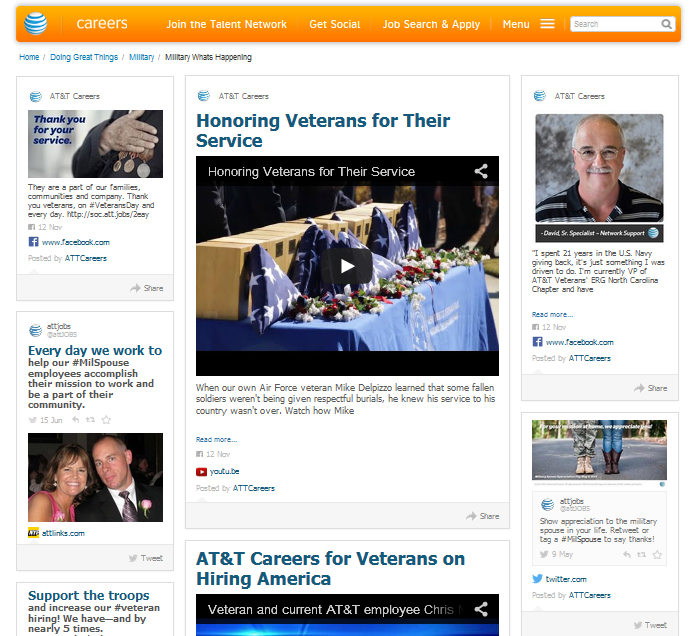 careers
Join the Talent Network
Get Social
Job Search & Apply
Menu
Search
Home / Doing Great Things / Military / Military Whats Happening
AT&T Careers
Thank you
for your
service.
They are a part of our families,
communities and company. Thank
you veterans, on #VeteransDay and
every day. http://soc.att.jobs/2eay
12 Nov
www.facebook.com
Posted by ATTCareers
Share
attjobs
@attJOBS
Every day we work to
help our #MilSpouse
employees accomplish
their mission to work and
be a part of their
community.
15 Jun
attlinks.com
Tweet
Support the troops
and increase our #veteran
hiring! We have—and by
nearly 5 times.
AT&T Careers
Honoring Veterans for Their
Service
Honoring Veterans for Their Service
When our own Air Force veteran Mike Delpizzo learned that some fallen
soldiers weren't being given respectful burials, he knew his service to his
country wasn't over. Watch how Mike
Read more...
12 Nov
youtu.be
Posted by ATTCareers
Share
AT&T Careers for Veterans on
Hiring America
Veteran and current AT&T employee Chris N
AT&T Careers
- David, Sr. Specialist – Network Support
"I spent 21 years in the U.S. Navy
giving back, it's just something I was
driven to do. I'm currently VP of
AT&T Veterans' ERG North Carolina
Chapter and have
Read more...
12 Nov
www.facebook.com
Posted by ATTCareers
Share
For your mission at home, we appreciate you!
attjobs
@attJOBS
Show appreciation to the military
spouse in your life. Retweet or
tag a #MilSpouse to say thanks!
9 May
twitter.com
Posted by ATTCareers
Tweet